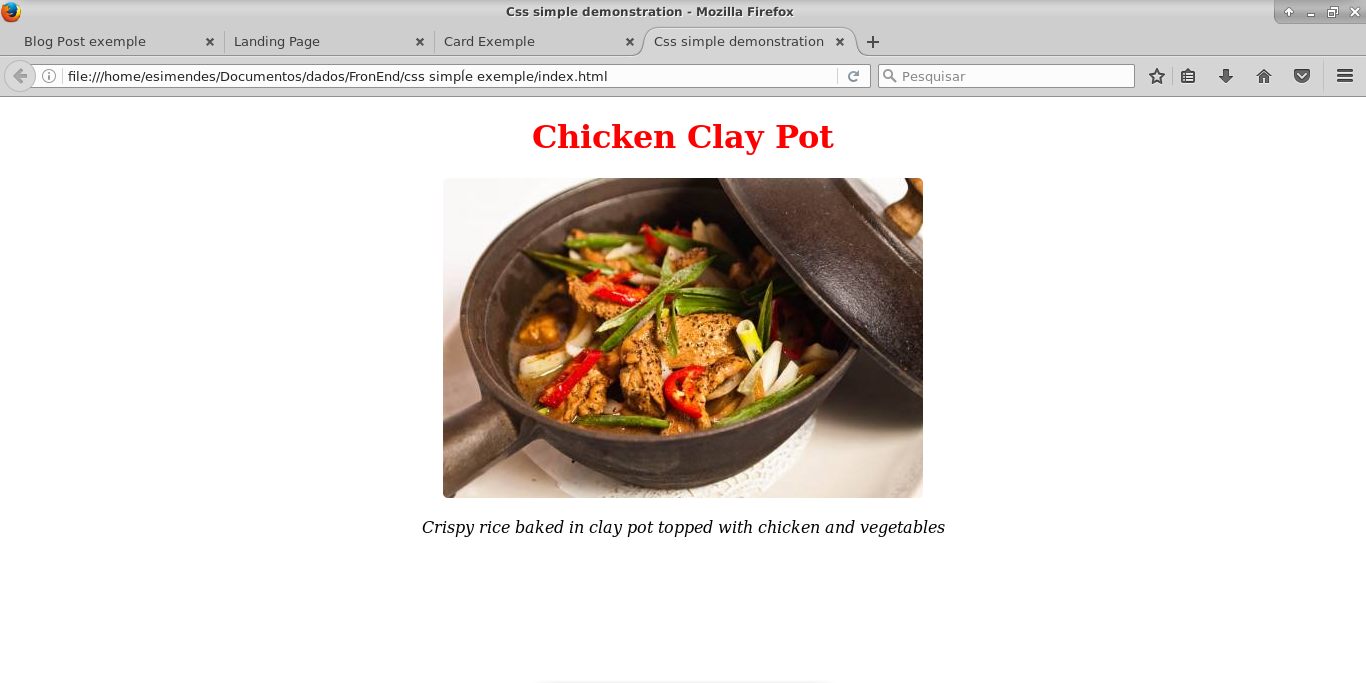 Css simple demonstration - Mozilla Firefox
Blog Post exemple
Landing Page
Card Exemple
Css simple demonstration
file:///home/esimendes/Documentos/dados/FronEnd/css simple exemple/index.html
Pesquisar
Chicken Clay Pot
Crispy rice baked in clay pot topped with chicken and vegetables